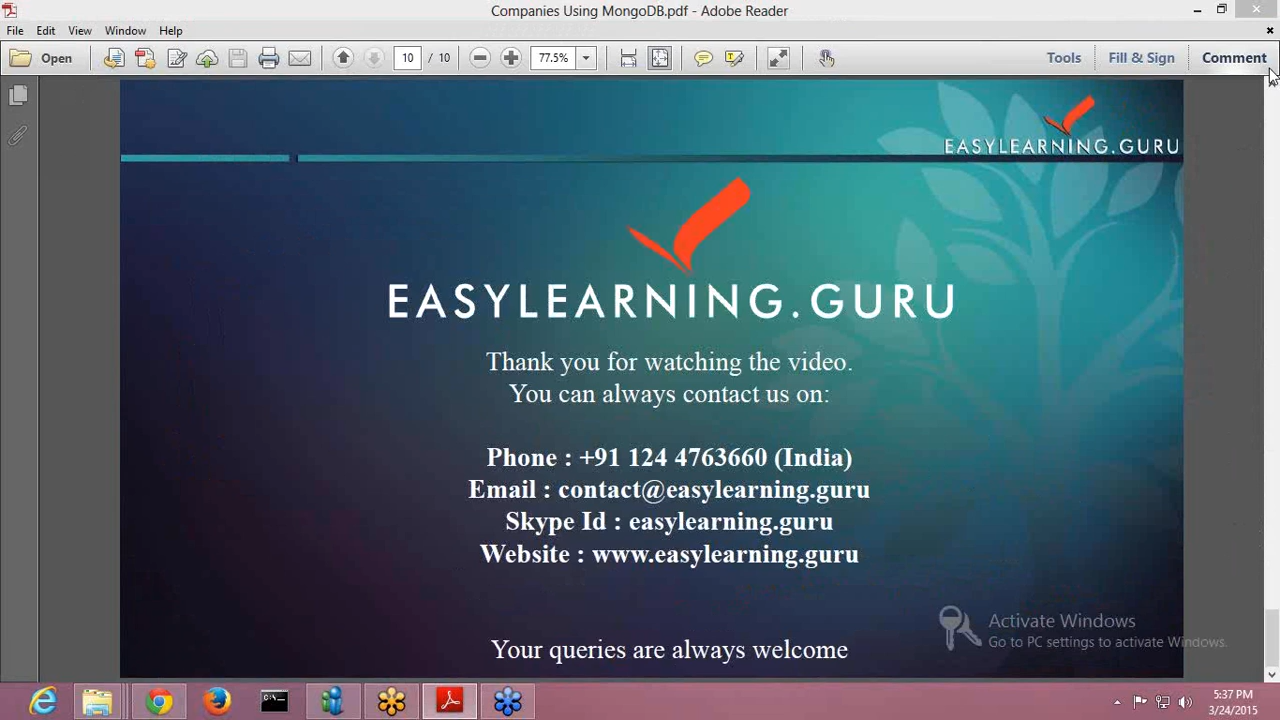 Companies Using MongoDB.pdf - Adobe Reader
File Edit View Window Help
Open 10 / 10 77.5% Tools Fill & Sign Comment
EASYLEARNING.GURU
EASYLEARNING.GURU
Thank you for watching the video.
You can always contact us on:
Phone : +91 124 4763660 (India)
Email : contact@easylearning.guru
Skype Id : easylearning.guru
Website : www.easylearning.guru
Activate Windows
Go to PC settings to activate Windows.
Your queries are always welcome
5:37 PM
3/24/2015